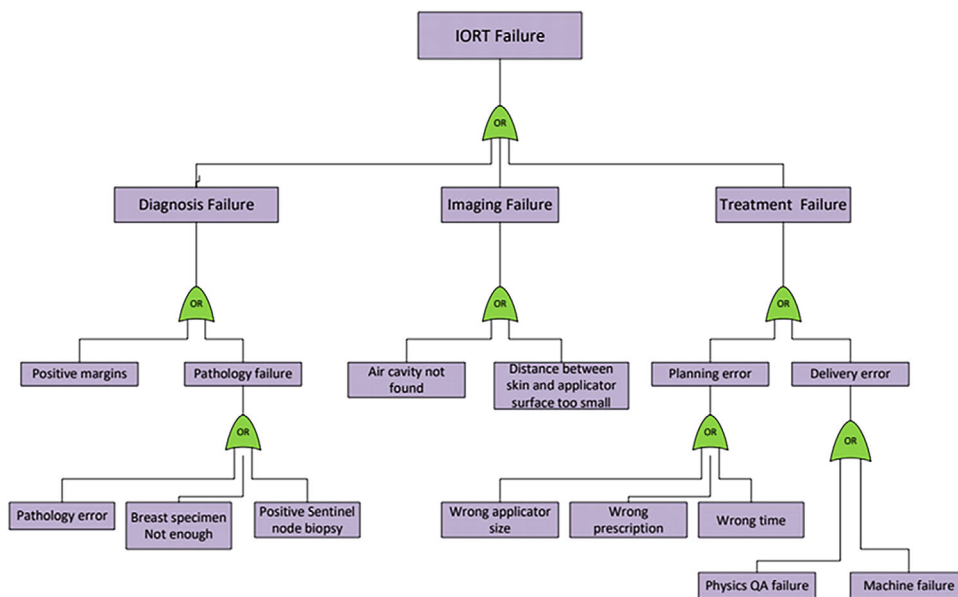 IORT Failure
OR
Diagnosis Failure
Imaging Failure
Treatment Failure
OR
OR
OR
Positive margins
Pathology failure
Air cavity not
found
Distance between
skin and applicator
surface too small
Planning error
Delivery error
OR
OR
OR
Pathology error
Breast specimen
Not enough
Positive Sentinel
node biopsy
Wrong applicator
size
Wrong
prescription
Wrong time
Physics QA failure
Machine failure